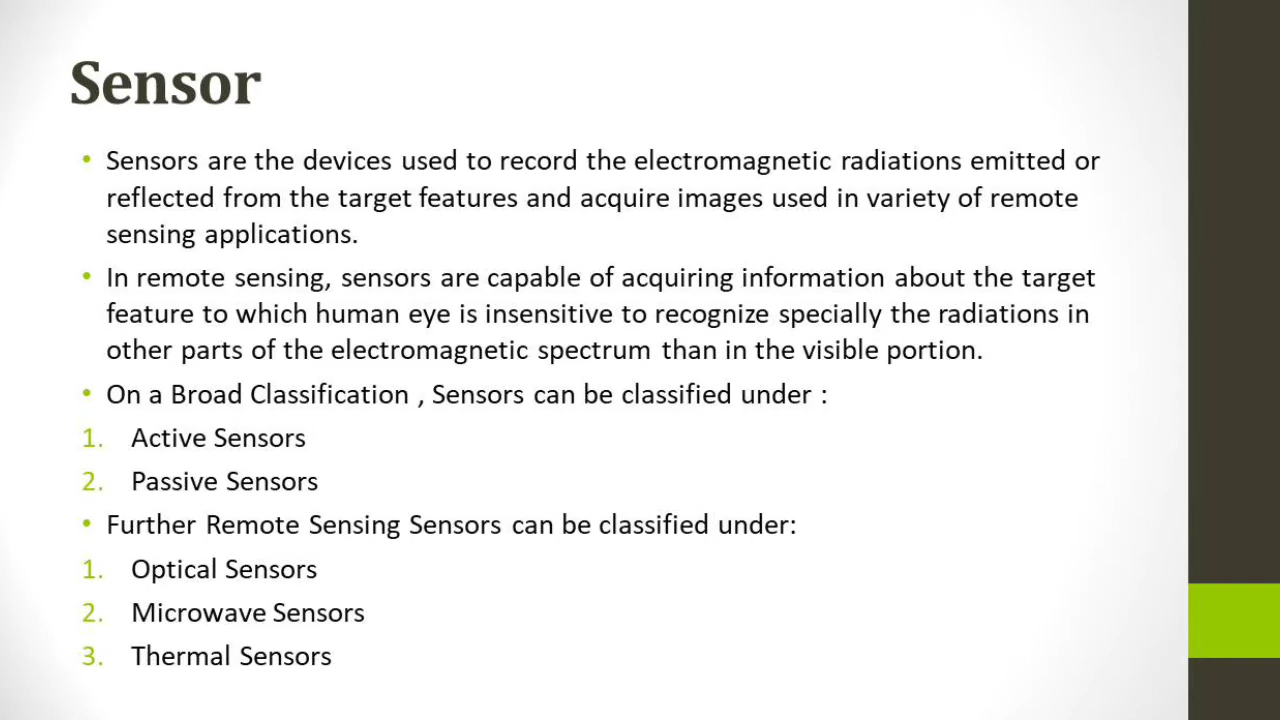 Sensor
• Sensors are the devices used to record the electromagnetic radiations emitted or
reflected from the target features and acquire images used in variety of remote
sensing applications.
• In remote sensing, sensors are capable of acquiring information about the target
feature to which human eye is insensitive to recognize specially the radiations in
other parts of the electromagnetic spectrum than in the visible portion.
• On a Broad Classification , Sensors can be classified under :
1. Active Sensors
2. Passive Sensors
• Further Remote Sensing Sensors can be classified under:
1. Optical Sensors
2. Microwave Sensors
3. Thermal Sensors